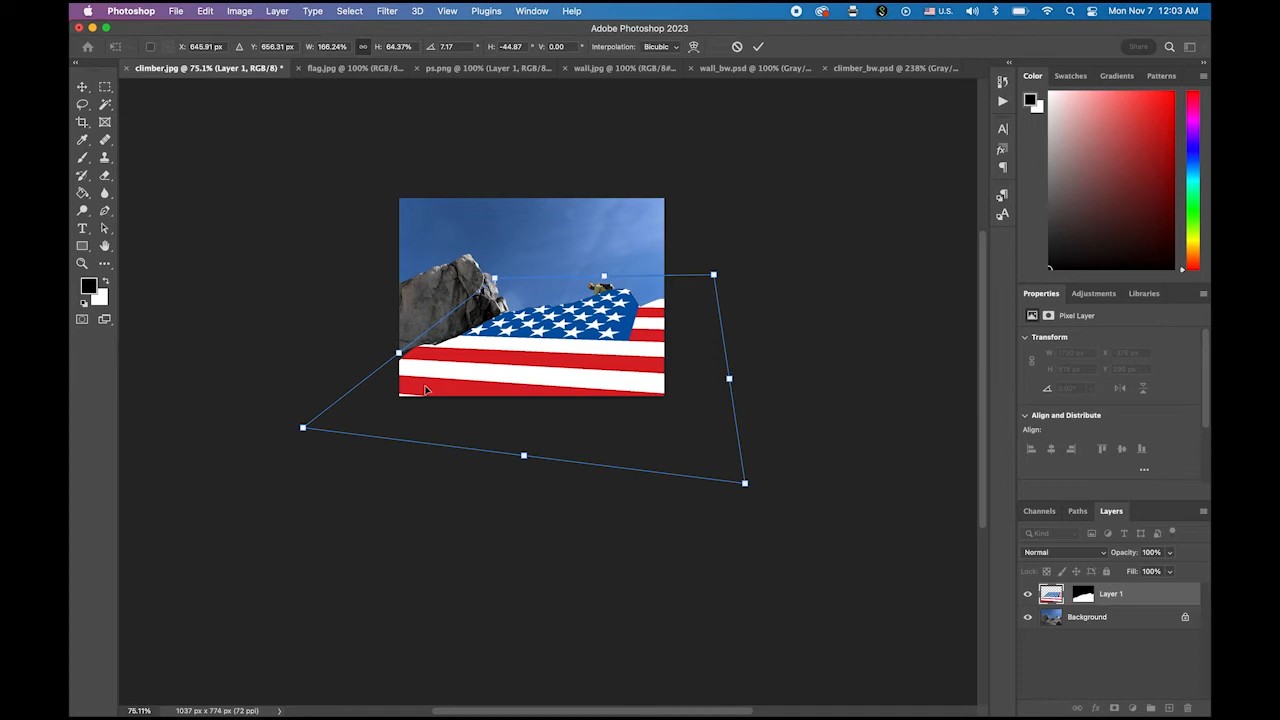 Photoshop File Edit Image Layer Type Select Filter 3D View Plugins Window Help U.S. Mon Nov 7 12:03 AM
Adobe Photoshop 2023
X: 645.91 px Y: 656.31 px W: 166.24% H: 64.37% 7.17 ° H: -44.87 ° V: 0.00 ° Interpolation: Bicubic Share
climber.jpg @ 75.1% (Layer 1, RGB/8) * flag.jpg @ 100% (RGB/8... ps.png @ 100% (Layer 1, RGB/8... wall.jpg @ 100% (RGB/8#... wall_bw.psd @ 100% (Gray/... climber_bw.psd @ 238% (Gray/...
Color Swatches Gradients Patterns
Properties Adjustments Libraries
Pixel Layer
Transform
Align and Distribute
Align:
Channels Paths Layers
Kind
Normal Opacity: 100%
Lock: Fill: 100%
Layer 1
Background
75.11% 1037 px x 774 px (72 ppi)